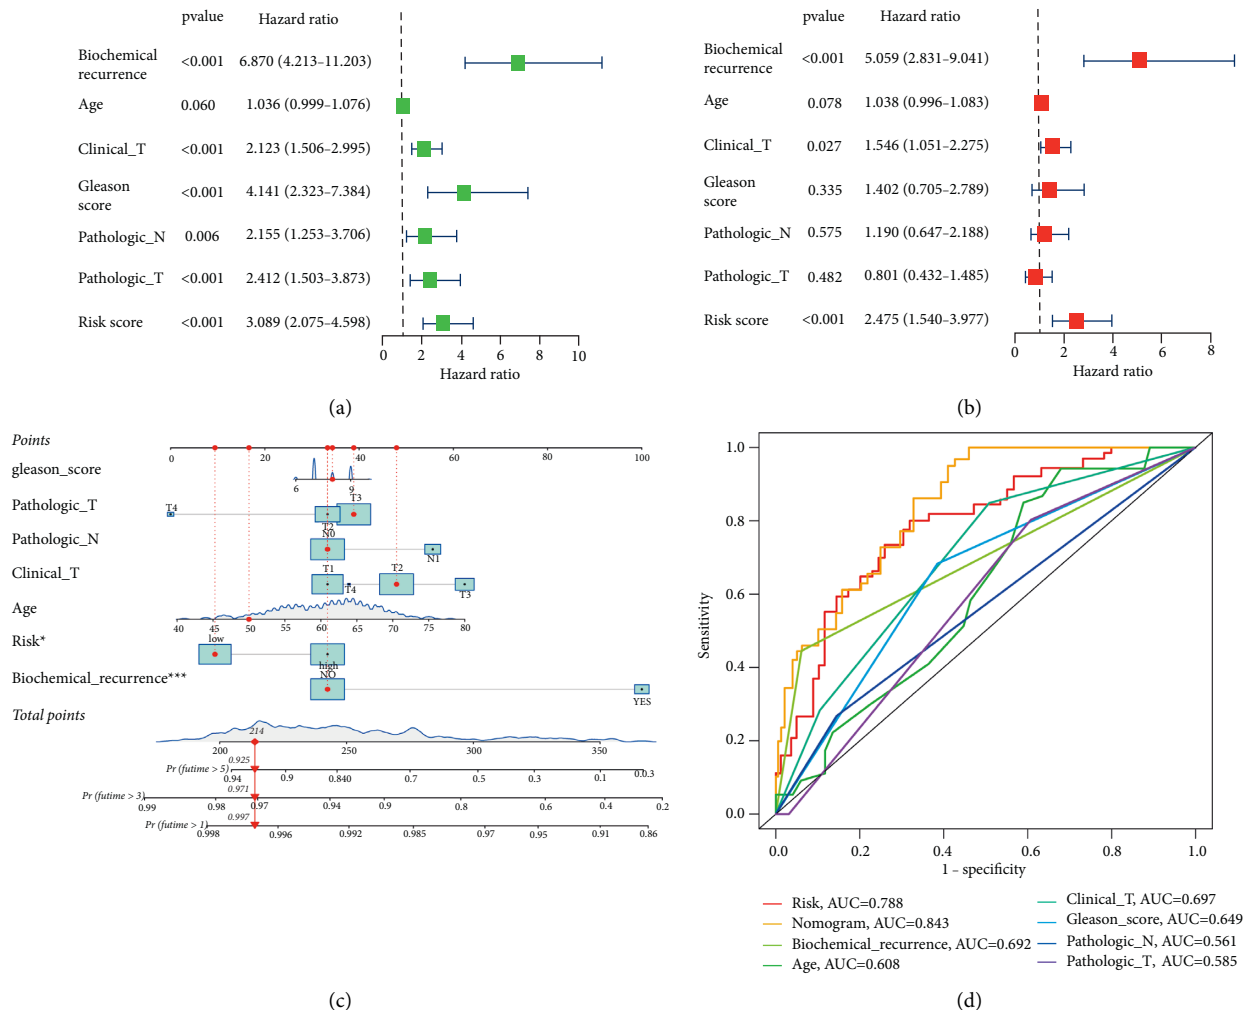 pvalue Hazard ratio
Biochemical
recurrence <0.001 6.870 (4.213–11.203)
Age 0.060 1.036 (0.999–1.076)
Clinical_T <0.001 2.123 (1.506–2.995)
Gleason
score <0.001 4.141 (2.323–7.384)
Pathologic_N 0.006 2.155 (1.253–3.706)
Pathologic_T <0.001 2.412 (1.503–3.873)
Risk score <0.001 3.089 (2.075–4.598)
0 2 4 6 8 10
Hazard ratio
(a)
pvalue Hazard ratio
Biochemical
recurrence <0.001 5.059 (2.831–9.041)
Age 0.078 1.038 (0.996–1.083)
Clinical_T 0.027 1.546 (1.051–2.275)
Gleason
score 0.335 1.402 (0.705–2.789)
Pathologic_N 0.575 1.190 (0.647–2.188)
Pathologic_T 0.482 0.801 (0.432–1.485)
Risk score <0.001 2.475 (1.540–3.977)
0 2 4 6 8
Hazard ratio
(b)
Points
0 20 40 60 80 100
gleason_score
6 9
Pathologic_T
T4 T3
T2
Pathologic_N
N0
N1
Clinical_T
T1 T2
T4 T3
Age
40 45 50 55 60 65 70 75 80
Risk*
low
high
Biochemical_recurrence***
NO
YES
Total points
214
200 250 300 350
0.925
Pr (futime > 5)
0.94 0.9 0.840 0.7 0.5 0.3 0.1 0.0.3
0.971
Pr (futime > 3)
0.99 0.98 0.97 0.94 0.9 0.8 0.6 0.4 0.2
0.997
Pr (futime > 1)
0.998 0.996 0.992 0.985 0.97 0.95 0.91 0.86
(c)
Sensitivity
1.0
0.8
0.6
0.4
0.2
0.0
0.0 0.2 0.4 0.6 0.8 1.0
1 – specificity
Risk, AUC=0.788
Nomogram, AUC=0.843
Biochemical_recurrence, AUC=0.692
Age, AUC=0.608
Clinical_T, AUC=0.697
Gleason_score, AUC=0.649
Pathologic_N, AUC=0.561
Pathologic_T, AUC=0.585
(d)